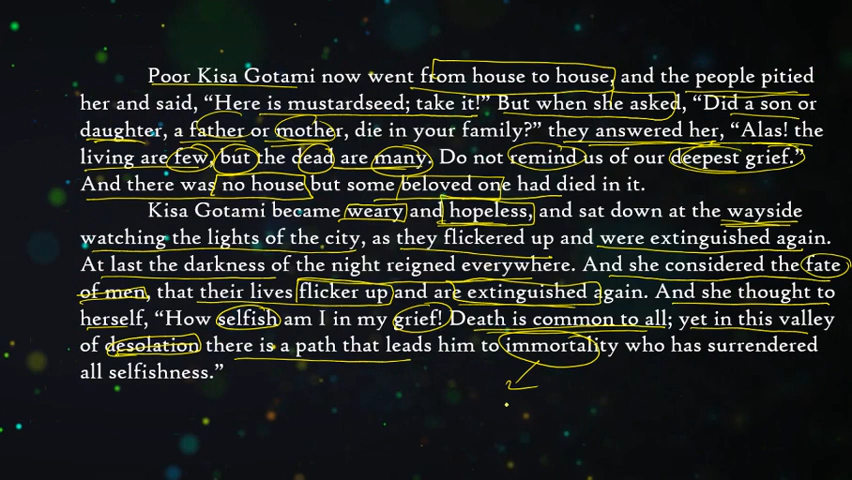 Poor Kisa Gotami now went from house to house, and the people pitied
her and said, “Here is mustardseed; take it!” But when she asked, “Did a son or
daughter, a father or mother, die in your family?” they answered her, “Alas! the
living are few, but the dead are many. Do not remind us of our deepest grief.”
And there was no house but some beloved one had died in it.
Kisa Gotami became weary and hopeless, and sat down at the wayside
watching the lights of the city, as they flickered up and were extinguished again.
At last the darkness of the night reigned everywhere. And she considered the fate
of men, that their lives flicker up and are extinguished again. And she thought to
herself, “How selfish am I in my grief! Death is common to all; yet in this valley
of desolation there is a path that leads him to immortality who has surrendered
all selfishness.”